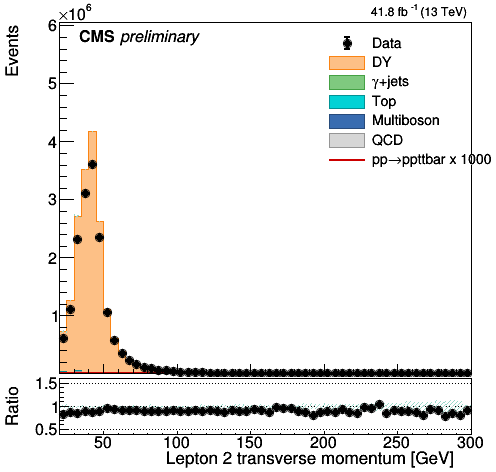 ×10⁶
41.8 fb⁻¹ (13 TeV)
CMS preliminary
Events
6
5
4
3
2
1
Data
DY
γ+jets
Top
Multiboson
QCD
pp→ppttbar x 1000
Ratio
1.5
1
0.5
50 100 150 200 250 300
Lepton 2 transverse momentum [GeV]